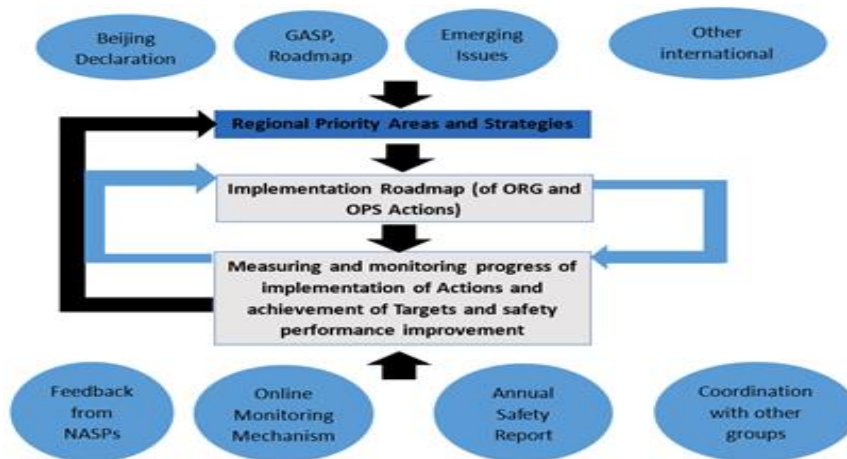 Beijing
Declaration
GASP,
Roadmap
Emerging
Issues
Other
international
Regional Priority Areas and Strategies
Implementation Roadmap (of ORG and
OPS Actions)
Measuring and monitoring progress of
implementation of Actions and
achievement of Targets and safety
performance improvement
Feedback
from
NASPs
Online
Monitoring
Mechanism
Annual
Safety
Report
Coordination
with other
groups